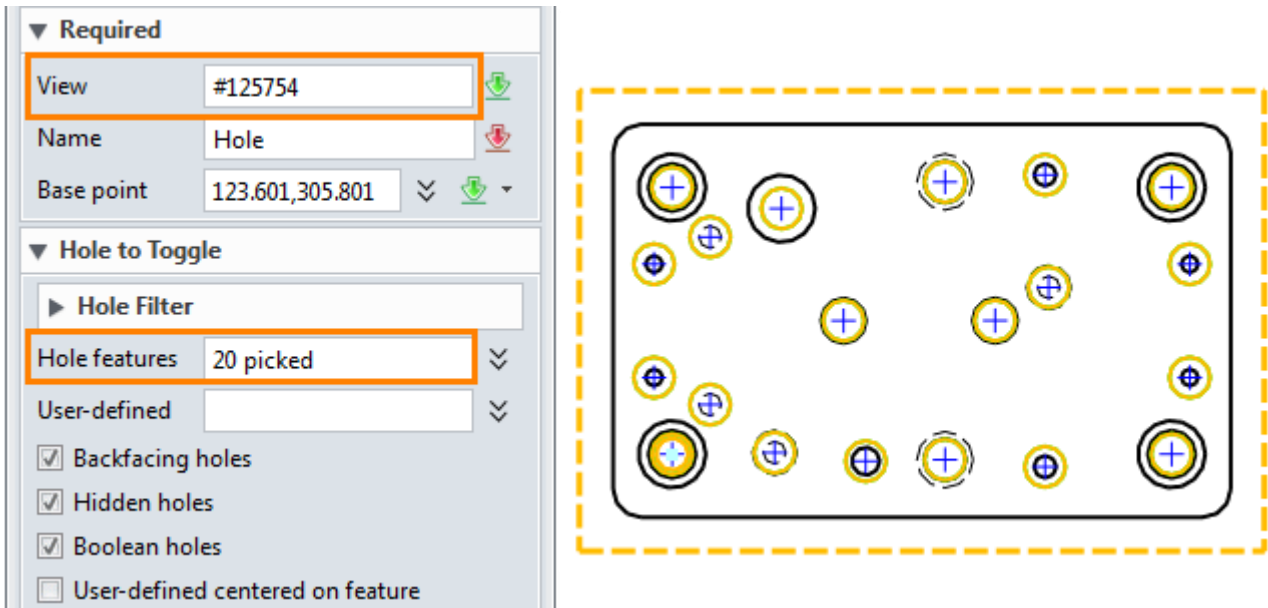 Required
View #125754
Name Hole
Base point 123.601,305.801
Hole to Toggle
Hole Filter
Hole features 20 picked
User-defined
Backfacing holes
Hidden holes
Boolean holes
User-defined centered on feature